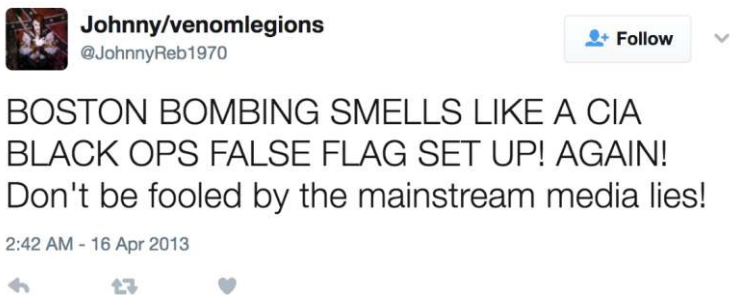 Johnny/venomlegions
@JohnnyReb1970
Follow
BOSTON BOMBING SMELLS LIKE A CIA
BLACK OPS FALSE FLAG SET UP! AGAIN!
Don't be fooled by the mainstream media lies!
2:42 AM - 16 Apr 2013